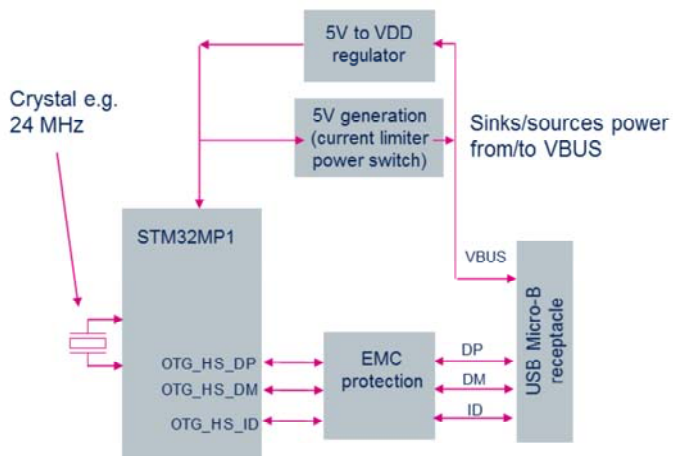 5V to VDD
regulator
Crystal e.g.
24 MHz
5V generation
(current limiter
power switch)
Sinks/sources power
from/to VBUS
STM32MP1
VBUS
USB Micro-B
receptacle
OTG_HS_DP
OTG_HS_DM
OTG_HS_ID
EMC
protection
DP
DM
ID